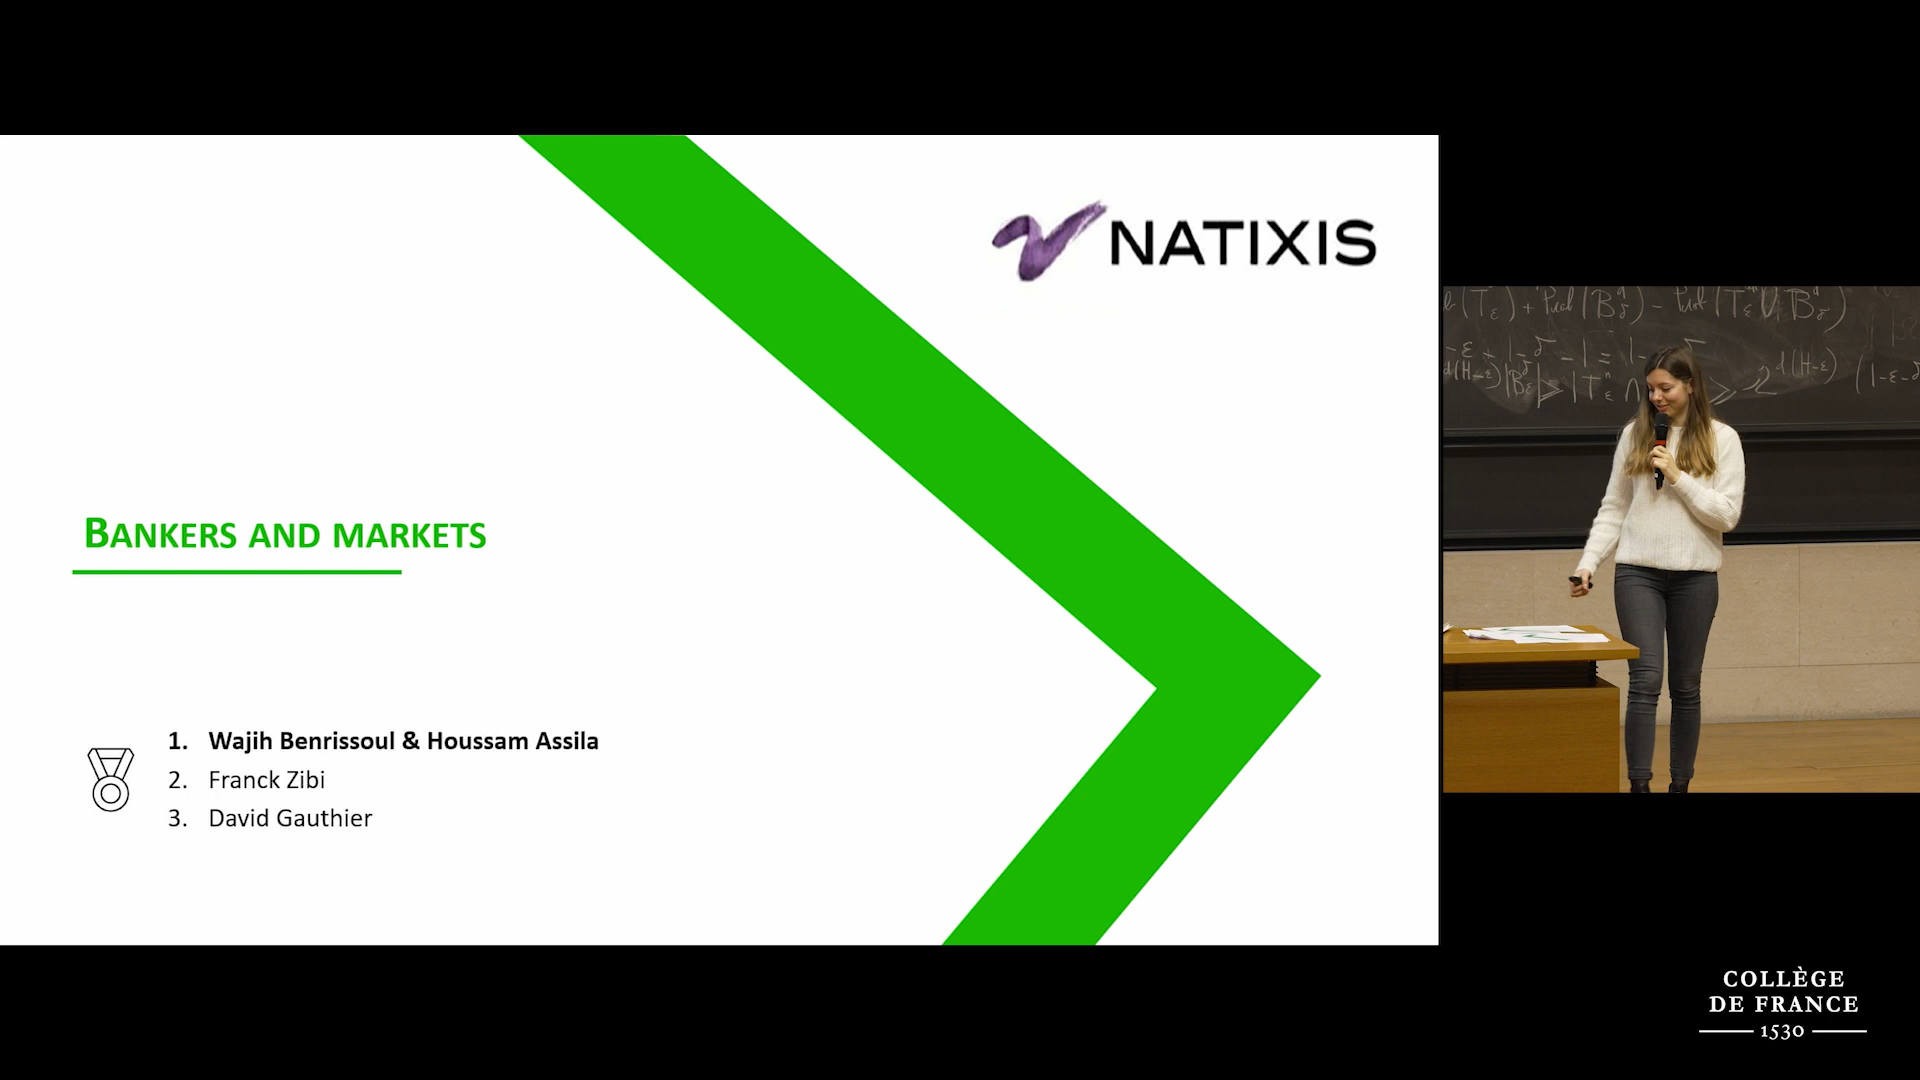 NATIXIS
BANKERS AND MARKETS
1. Wajih Benrissoul & Houssam Assila
2. Franck Zibi
3. David Gauthier
COLLÈGE
DE FRANCE
1530